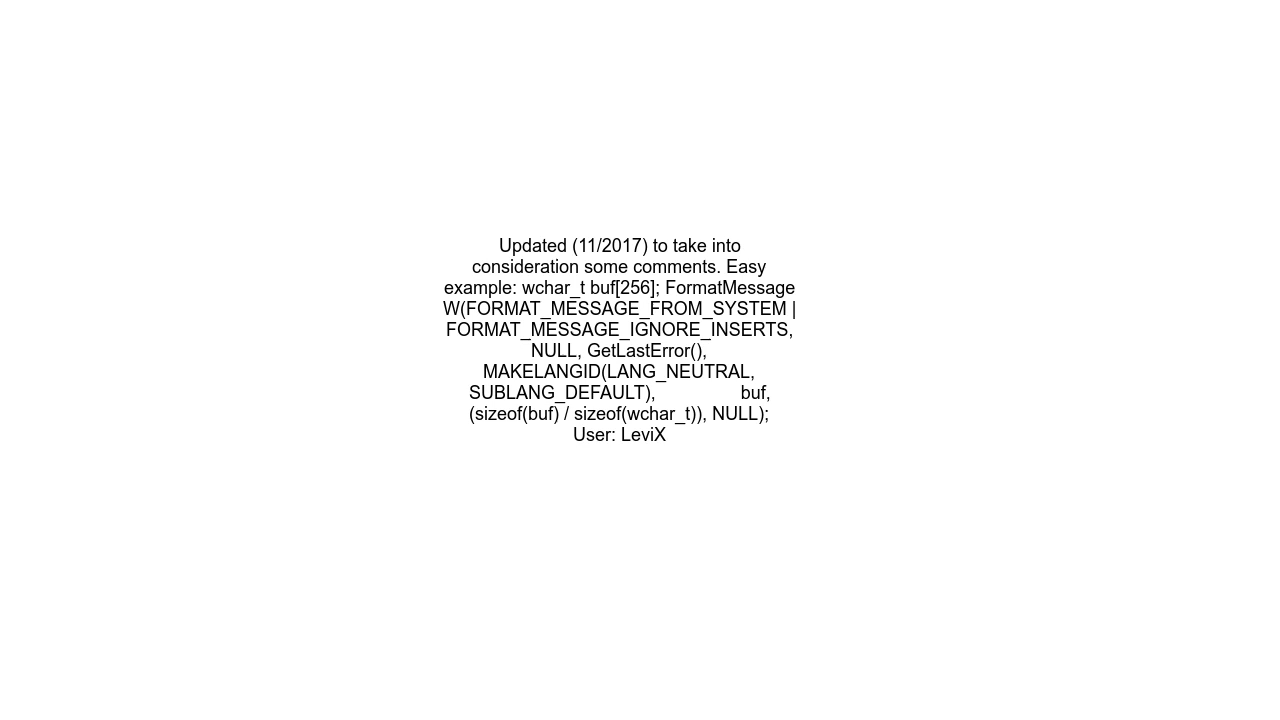 Updated (11/2017) to take into
consideration some comments. Easy
example: wchar_t buf[256]; FormatMessage
W(FORMAT_MESSAGE_FROM_SYSTEM |
FORMAT_MESSAGE_IGNORE_INSERTS,
NULL, GetLastError(),
MAKELANGID(LANG_NEUTRAL,
SUBLANG_DEFAULT),                 buf,
(sizeof(buf) / sizeof(wchar_t)), NULL);
User: LeviX